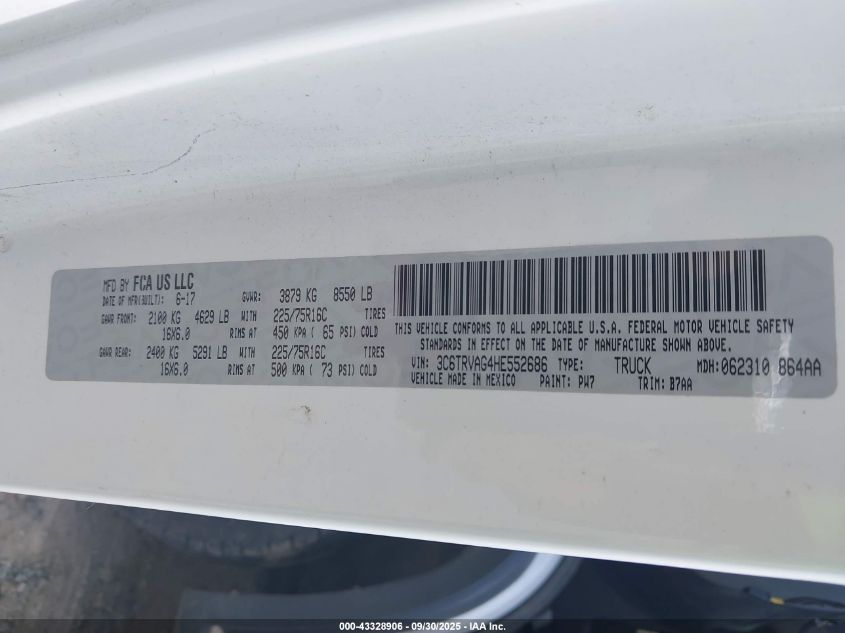 MFD BY FCA US LLC
DATE OF MFR(BUILT): 6-17 GVWR: 3879 KG 8550 LB
GAWR FRONT: 2100 KG 4629 LB WITH 225/75R16C TIRES
16X6.0 RIMS AT 450 KPA ( 65 PSI) COLD
GAWR REAR: 2400 KG 5291 LB WITH 225/75R16C TIRES
16X6.0 RIMS AT 500 KPA ( 73 PSI) COLD
THIS VEHICLE CONFORMS TO ALL APPLICABLE U.S.A. FEDERAL MOTOR VEHICLE SAFETY
STANDARDS IN EFFECT ON THE DATE OF MANUFACTURE SHOWN ABOVE.
VIN: 3C6TRVAG4HE552686 TYPE: TRUCK MDH:062310 864AA
VEHICLE MADE IN MEXICO PAINT: PW7 TRIM: B7AA
000-43328906 - 09/30/2025 - IAA Inc.